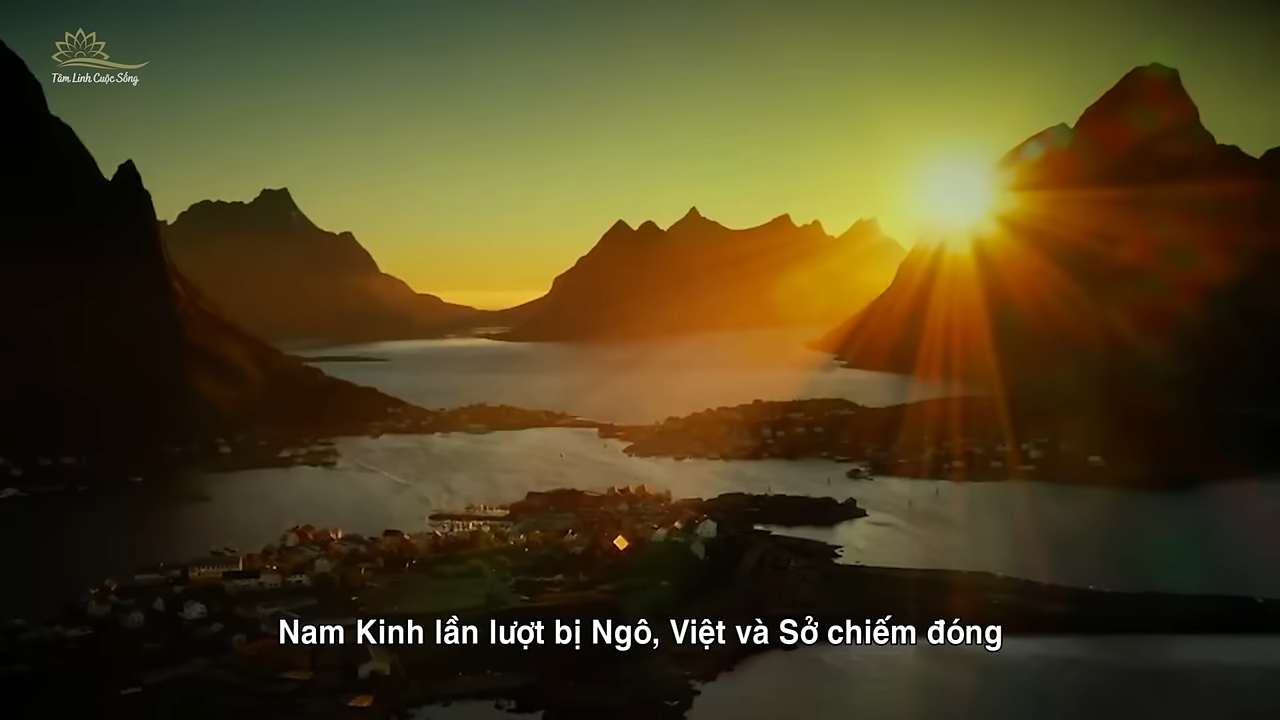 Tâm Linh Cuộc Sống
Nam Kinh lần lượt bị Ngô, Việt và Sở chiếm đóng